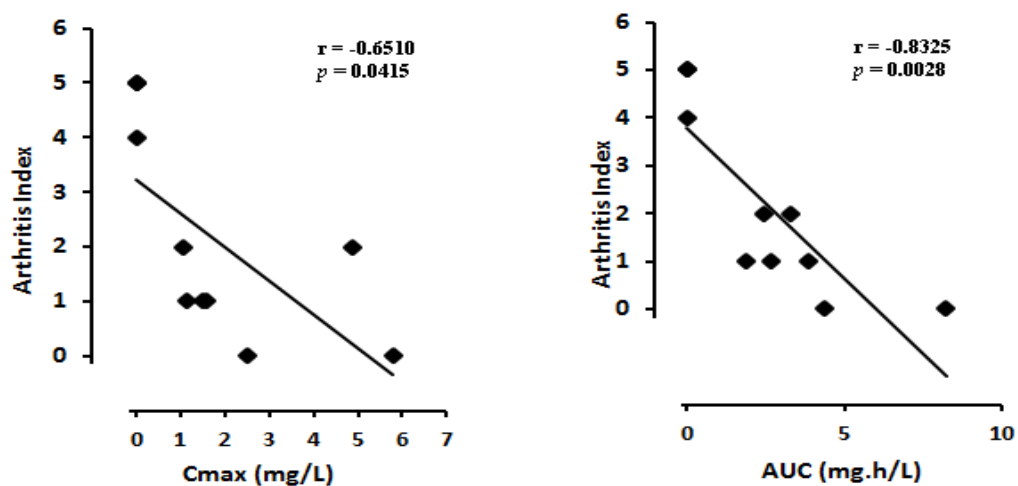 r = -0.6510
p = 0.0415
6
5
4
3
2
1
0
Arthritis Index
0 1 2 3 4 5 6 7
Cmax (mg/L)
r = -0.8325
p = 0.0028
6
5
4
3
2
1
0
Arthritis Index
0 5 10
AUC (mg.h/L)